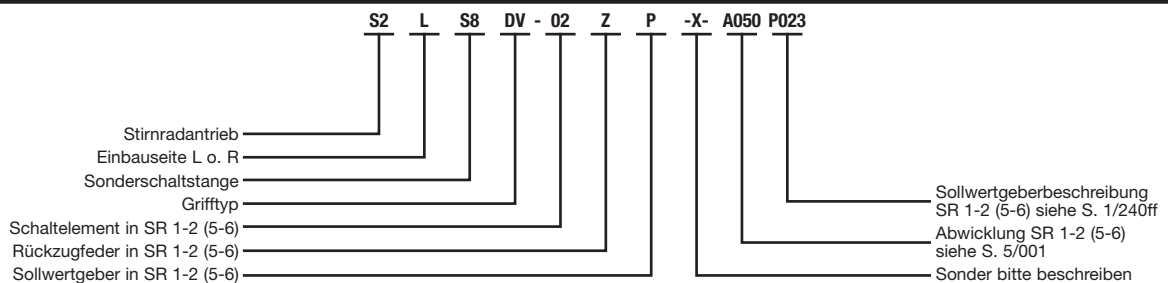 S2 L S8 DV - 02 Z P -X- A050 P023
Stirnradantrieb
Einbauseite L o. R
Sonderschaltstange
Grifftyp
Schaltelement in SR 1-2 (5-6)
Rückzugfeder in SR 1-2 (5-6)
Sollwertgeber in SR 1-2 (5-6)
Sollwertgeberbeschreibung
SR 1-2 (5-6) siehe S. 1/240ff
Abwicklung SR 1-2 (5-6)
siehe S. 5/001
Sonder bitte beschreiben